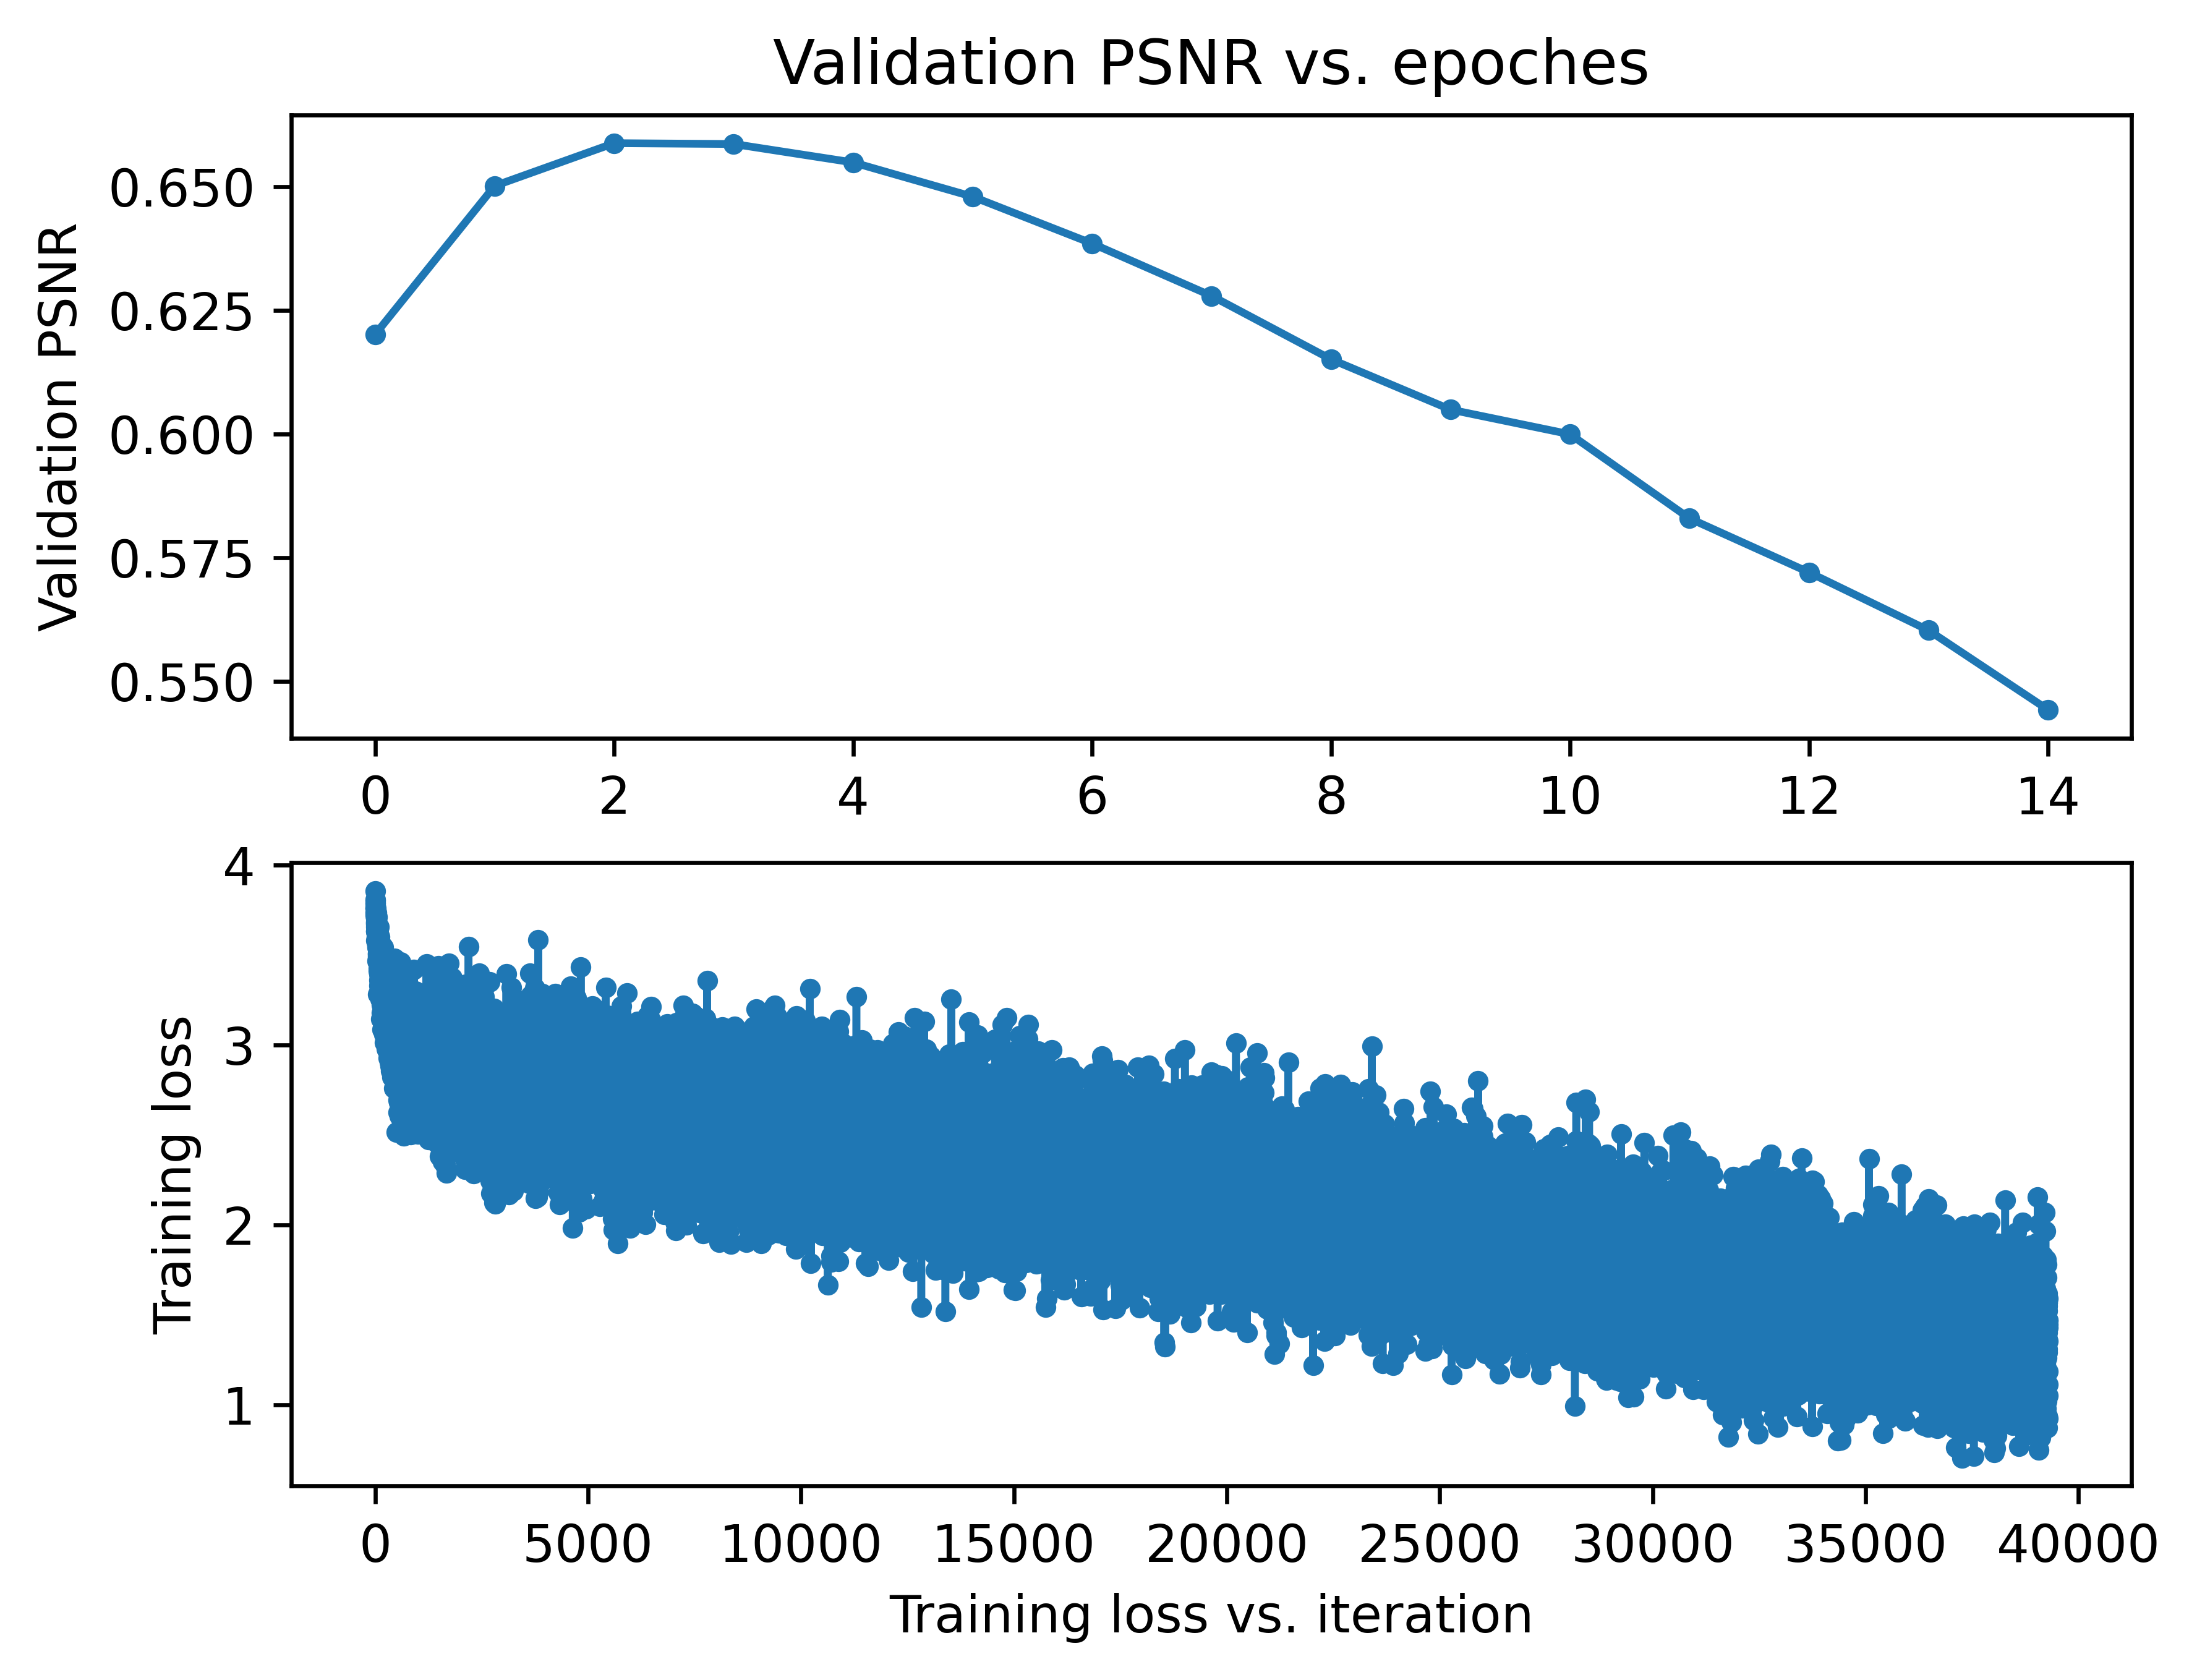 Validation PSNR vs. epoches
Validation PSNR
0.650
0.625
0.600
0.575
0.550
0 2 4 6 8 10 12 14
Training loss
4
3
2
1
0 5000 10000 15000 20000 25000 30000 35000 40000
Training loss vs. iteration